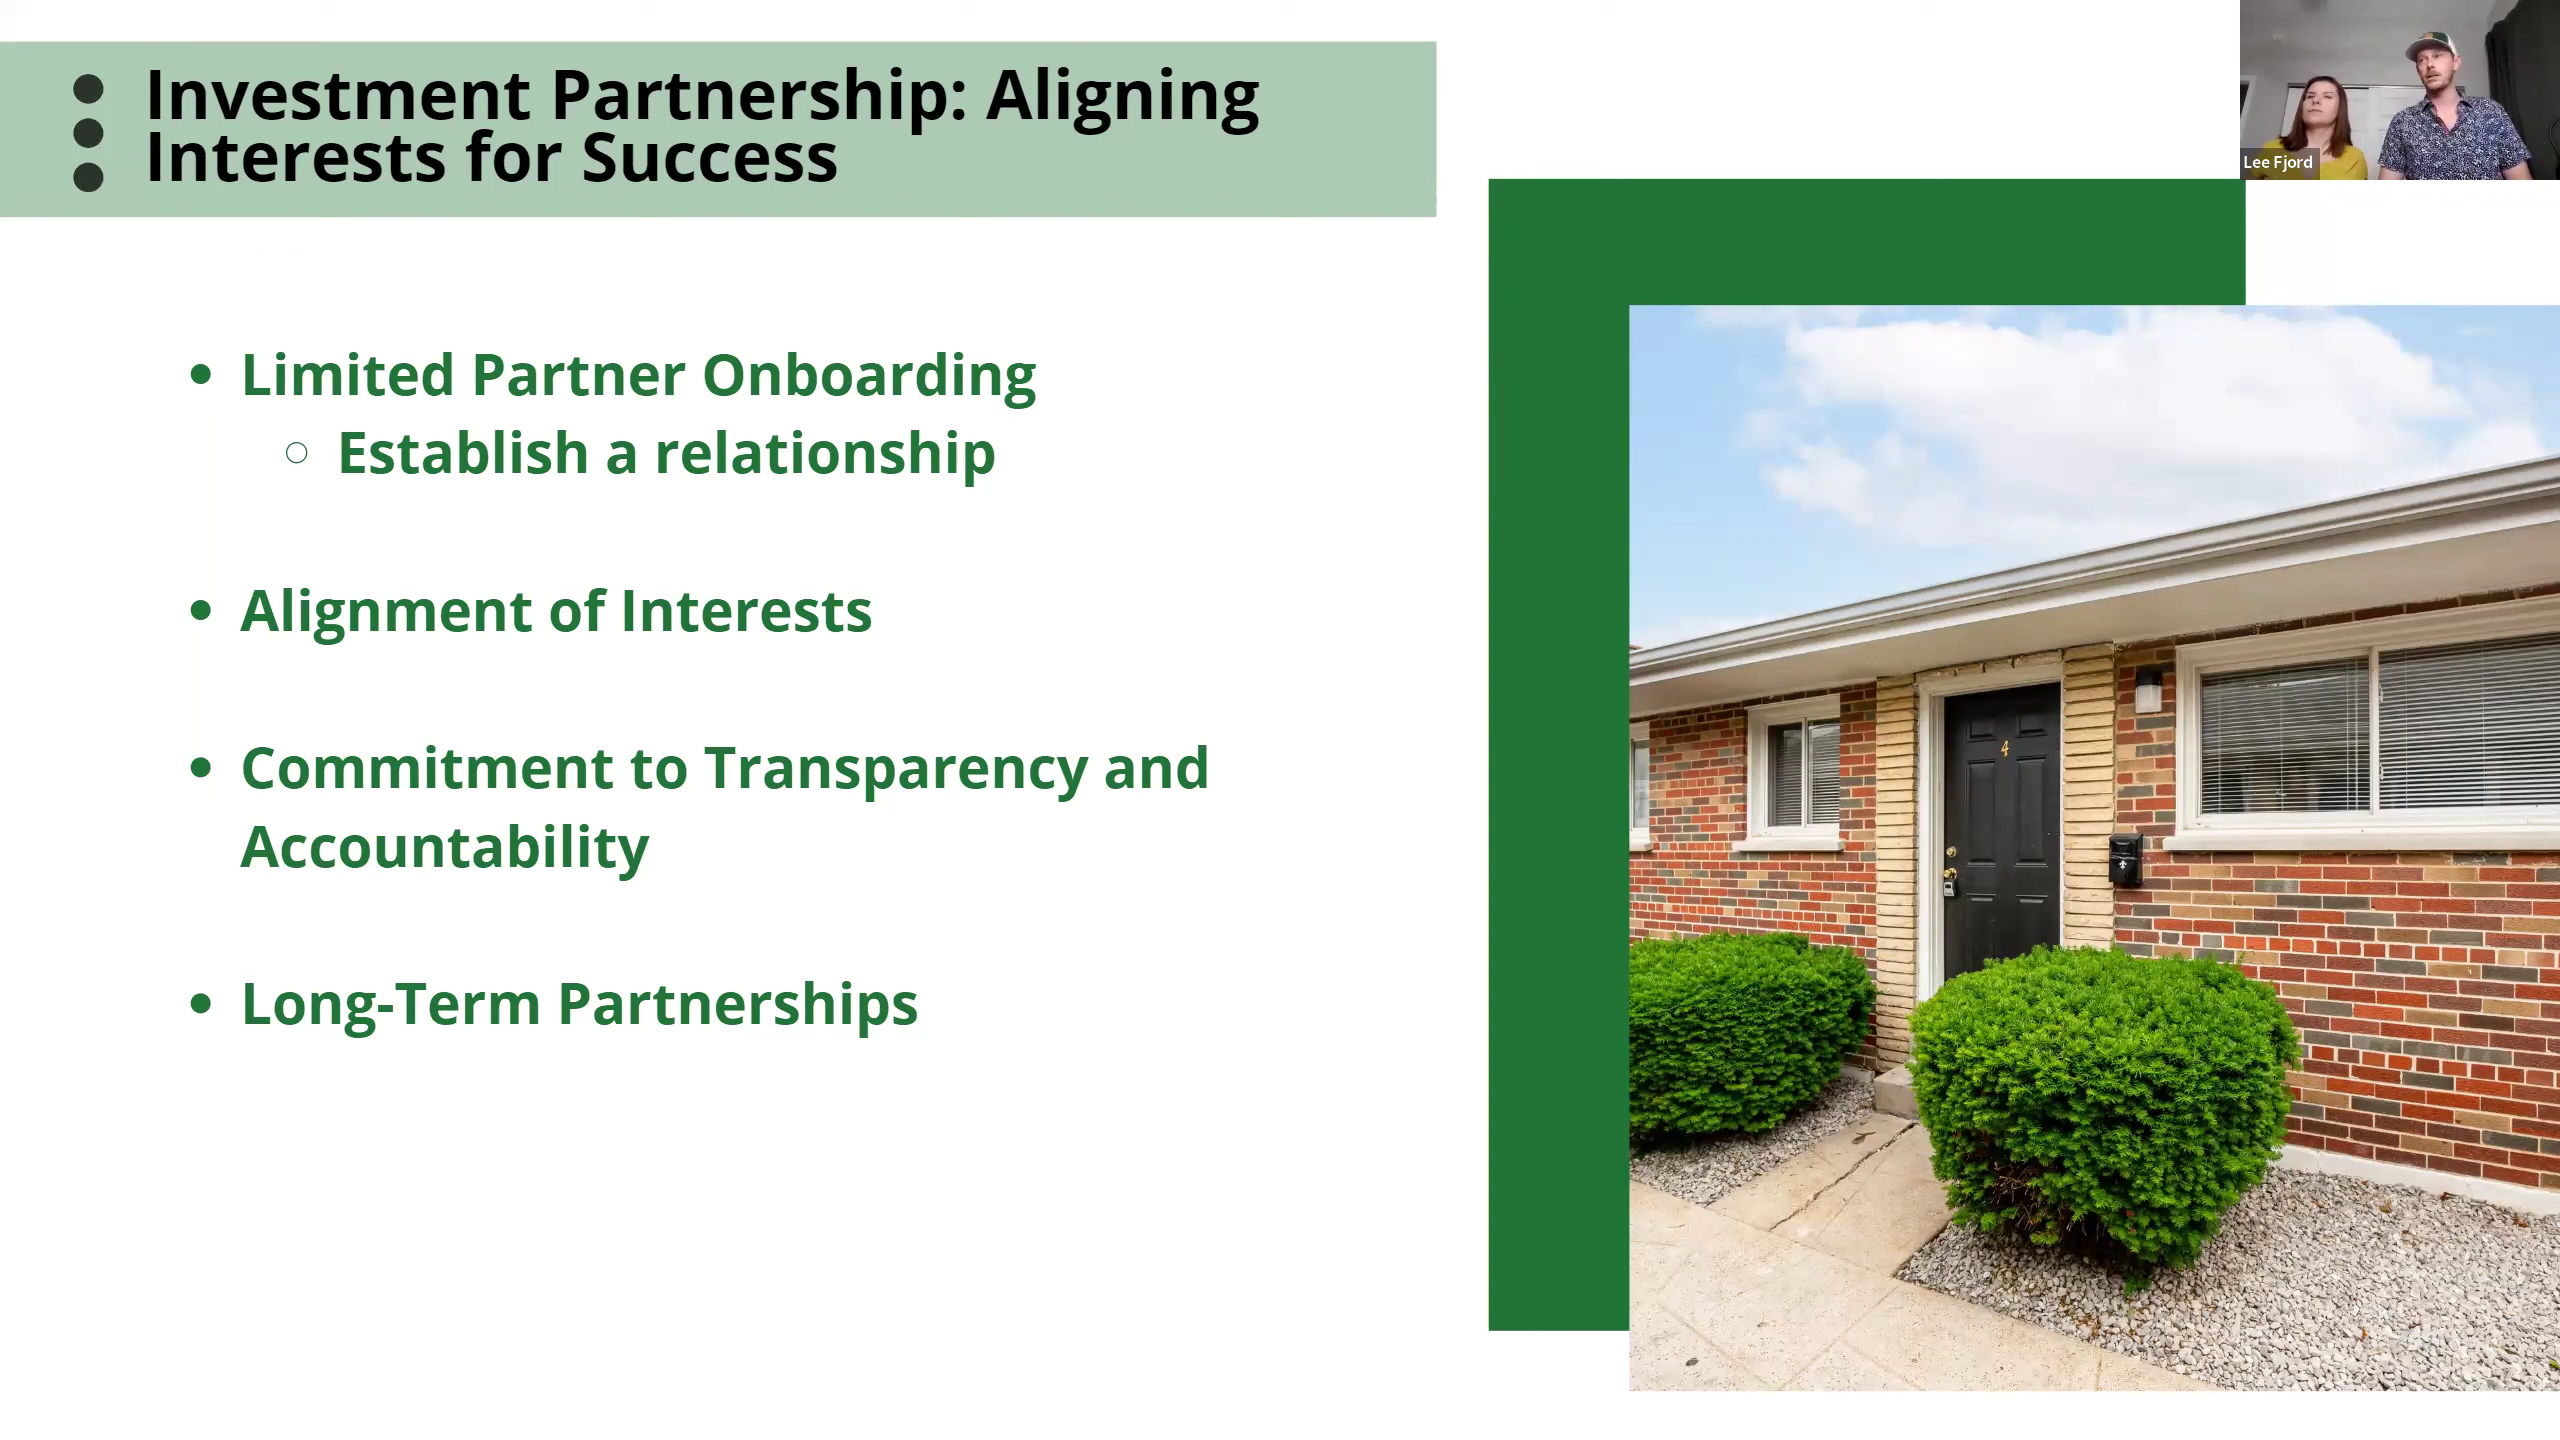 Investment Partnership: Aligning
Interests for Success
Lee Fjord
Limited Partner Onboarding
Establish a relationship
Alignment of Interests
Commitment to Transparency and
Accountability
Long-Term Partnerships
4